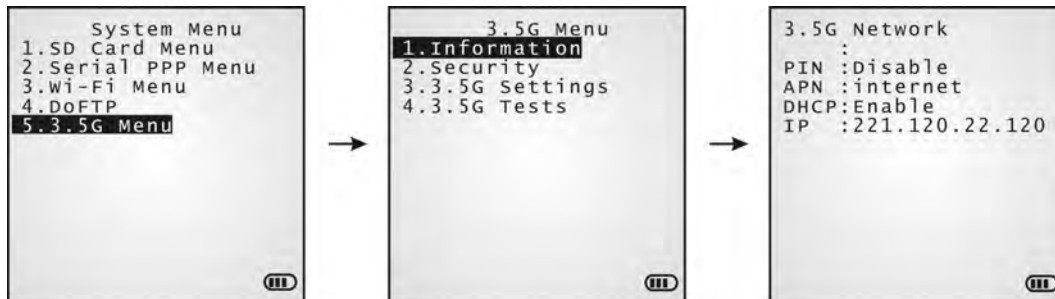 System Menu
1.SD Card Menu
2.Serial PPP Menu
3.Wi-Fi Menu
4.DoFTP
5.3.5G Menu
3.5G Menu
1.Information
2.Security
3.3.5G Settings
4.3.5G Tests
3.5G Network
:
PIN :Disable
APN :internet
DHCP:Enable
IP :221.120.22.120